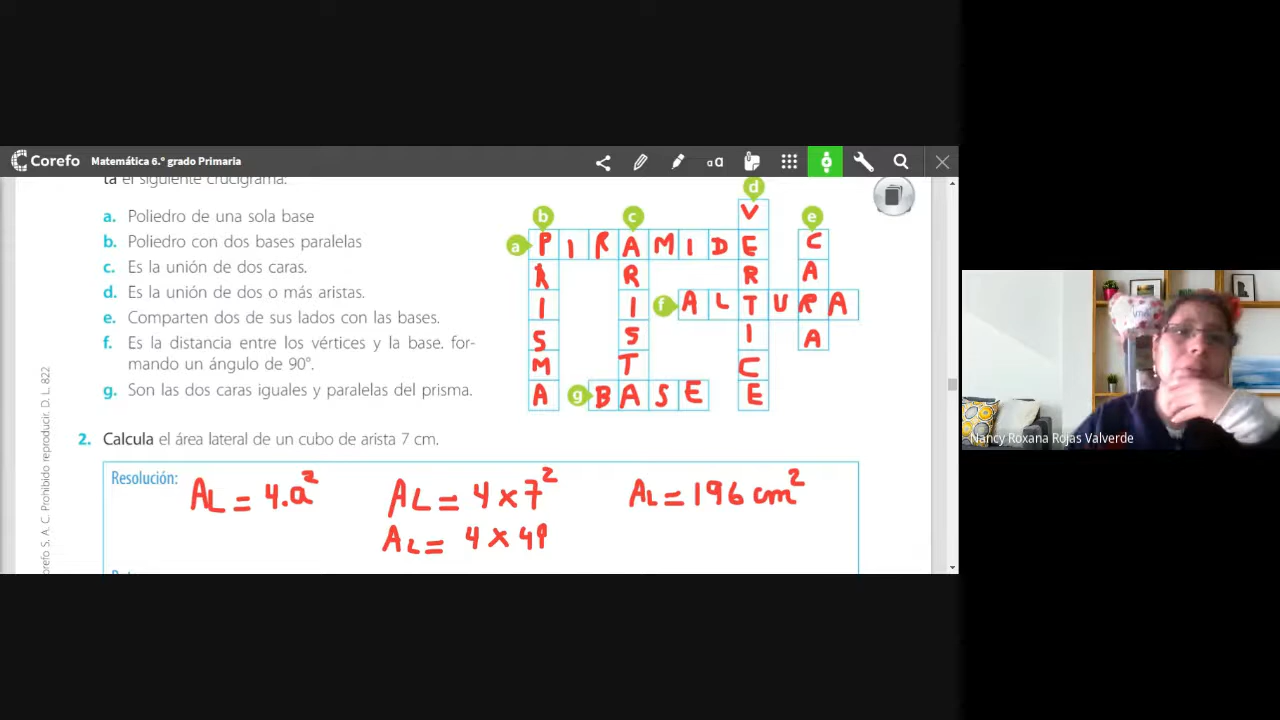 Corefo Matemática 6.º grado Primaria
aA
ta el siguiente crucigrama:
a. Poliedro de una sola base
b. Poliedro con dos bases paralelas
c. Es la unión de dos caras.
d. Es la unión de dos o más aristas.
e. Comparten dos de sus lados con las bases.
f. Es la distancia entre los vértices y la base, for-
mando un ángulo de 90°.
g. Son las dos caras iguales y paralelas del prisma.
d
b c e
a PIRAMIDE
PRISMA
ARISTA
VERTICE
CARA
f ALTURA
g BASE
2. Calcula el área lateral de un cubo de arista 7 cm.
Resolución: AL = 4.a² AL = 4 x 7² AL = 196 cm²
AL = 4 x 49
orefo S. A. C. Prohibido reproducir. D. L. 822
Nancy Roxana Rojas Valverde